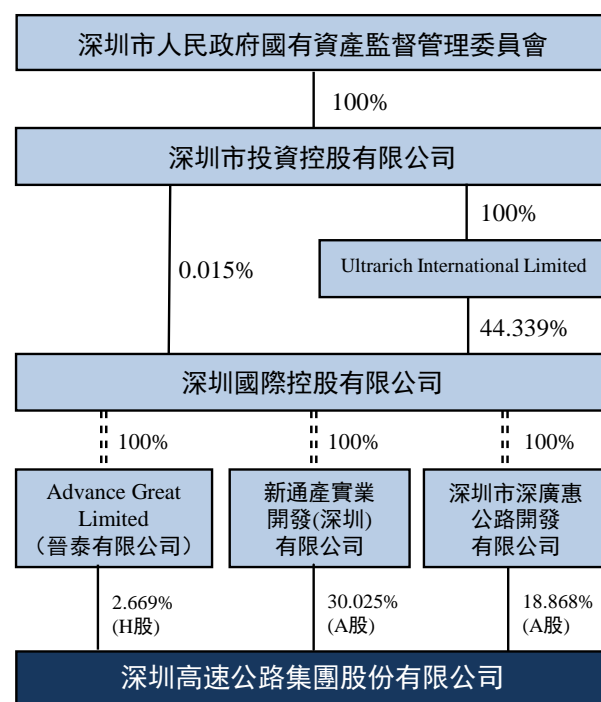 深圳市人民政府國有資產監督管理委員會
100%
深圳市投資控股有限公司
100%
0.015%
Ultrarich International Limited
44.339%
深圳國際控股有限公司
100%
100%
100%
Advance Great
Limited
（晉泰有限公司）
新通產實業
開發(深圳)
有限公司
深圳市深廣惠
公路開發
有限公司
2.669%
(H股)
30.025%
(A股)
18.868%
(A股)
深圳高速公路集團股份有限公司